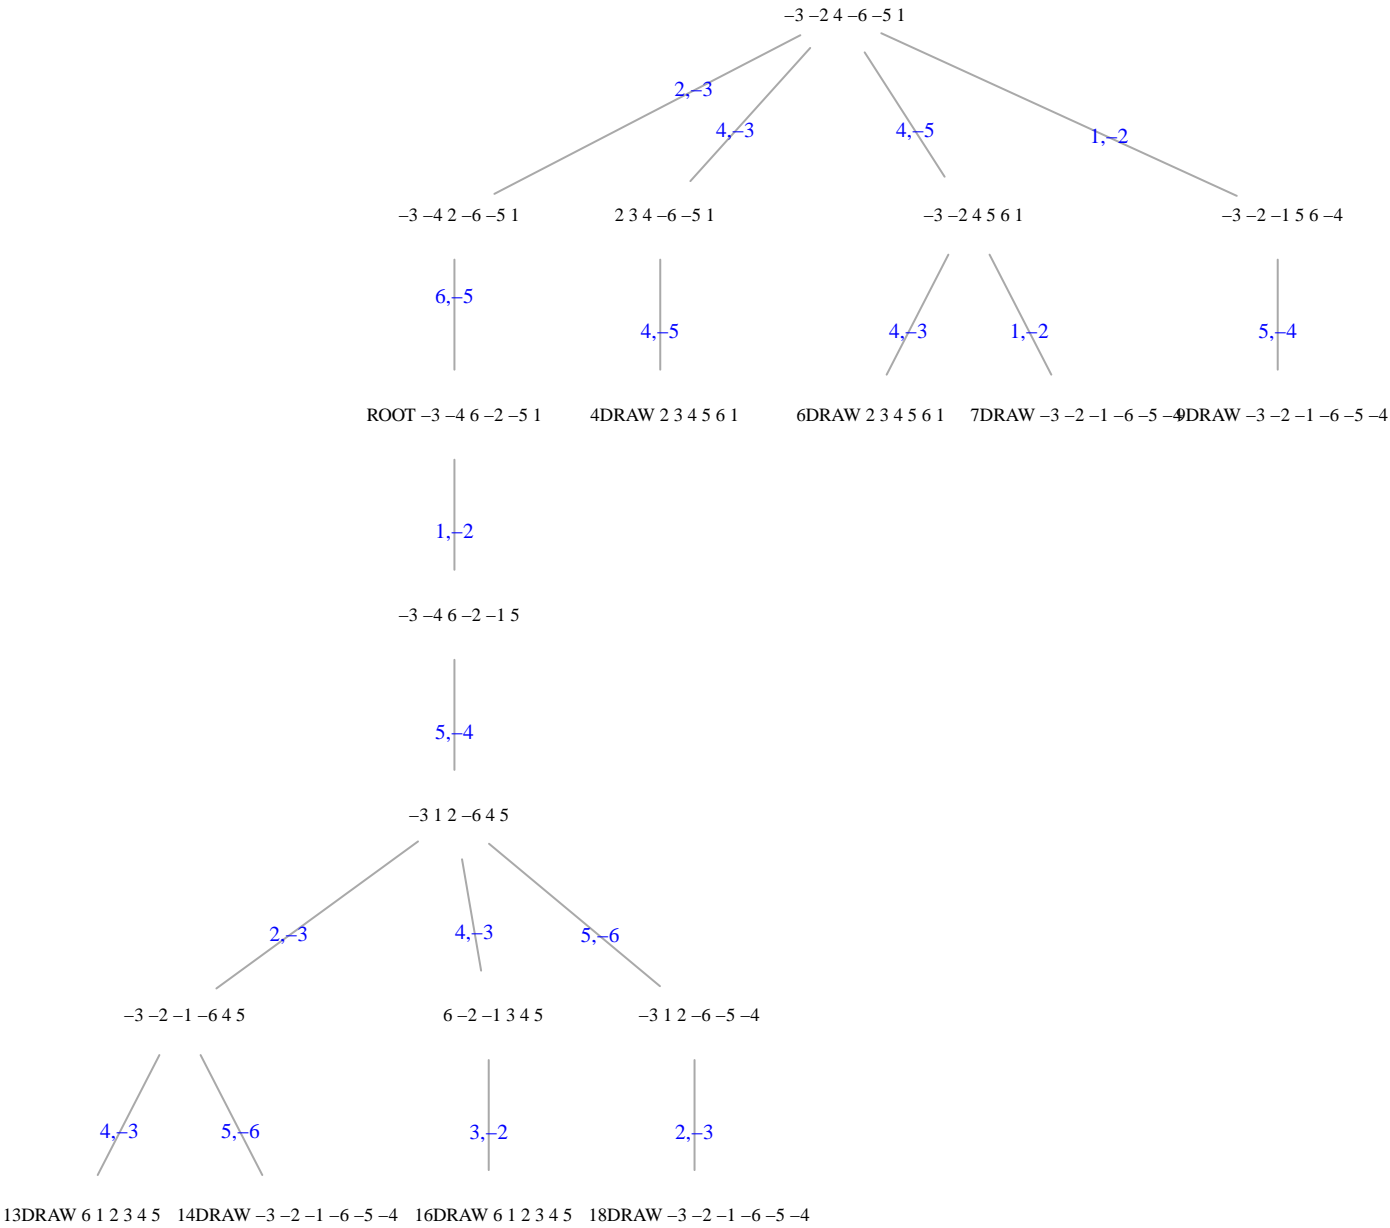 –3 –2 4 –6 –5 1
2,–3
4,–3
4,–5
1,–2
–3 –4 2 –6 –5 1
2 3 4 –6 –5 1
–3 –2 4 5 6 1
–3 –2 –1 5 6 –4
6,–5
4,–5
4,–3
1,–2
5,–4
ROOT –3 –4 6 –2 –5 1
4DRAW 2 3 4 5 6 1
6DRAW 2 3 4 5 6 1
7DRAW –3 –2 –1 –6 –5 –4
9DRAW –3 –2 –1 –6 –5 –4
1,–2
–3 –4 6 –2 –1 5
5,–4
–3 1 2 –6 4 5
2,–3
4,–3
5,–6
–3 –2 –1 –6 4 5
6 –2 –1 3 4 5
–3 1 2 –6 –5 –4
4,–3
5,–6
3,–2
2,–3
13DRAW 6 1 2 3 4 5
14DRAW –3 –2 –1 –6 –5 –4
16DRAW 6 1 2 3 4 5
18DRAW –3 –2 –1 –6 –5 –4